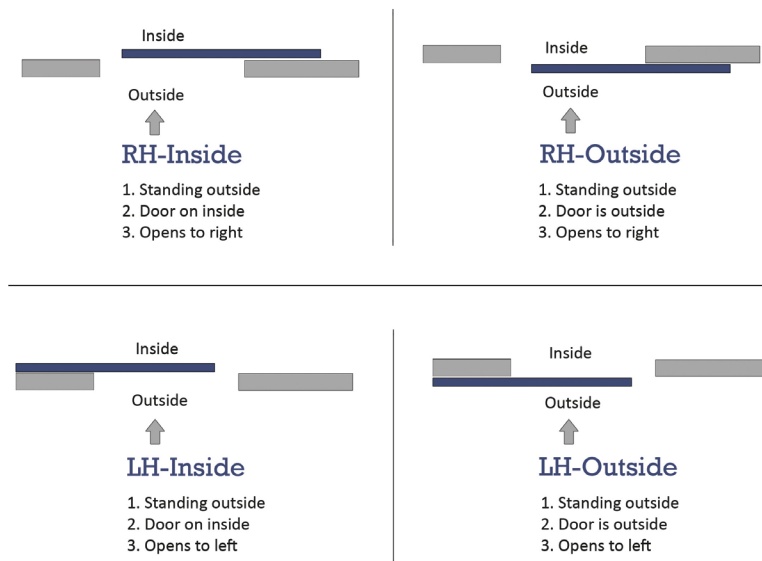 Inside
Outside
RH-Inside
1. Standing outside
2. Door on inside
3. Opens to right
Inside
Outside
RH-Outside
1. Standing outside
2. Door is outside
3. Opens to right
Inside
Outside
LH-Inside
1. Standing outside
2. Door on inside
3. Opens to left
Inside
Outside
LH-Outside
1. Standing outside
2. Door is outside
3. Opens to left